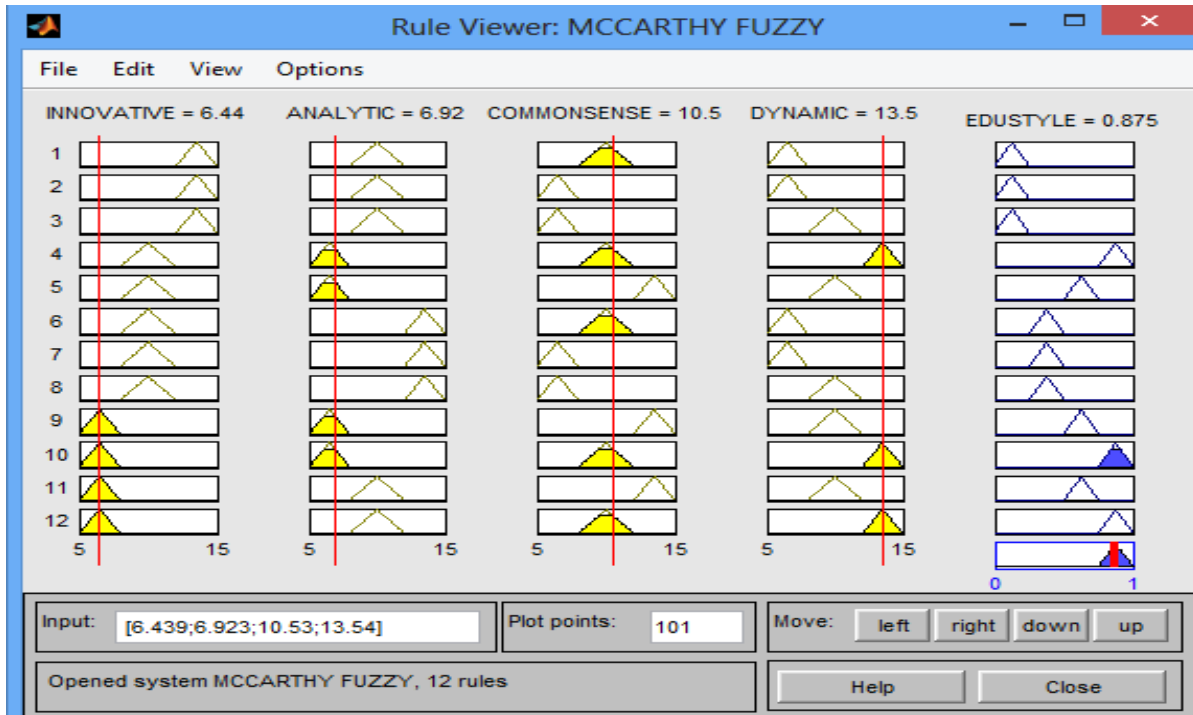 Rule Viewer: MCCARTHY FUZZY
File Edit View Options
INNOVATIVE = 6.44 ANALYTIC = 6.92 COMMONSENSE = 10.5 DYNAMIC = 13.5 EDUSTYLE = 0.875
1
2
3
4
5
6
7
8
9
10
11
12
5 15 5 15 5 15 5 15
0 1
Input: [6.439;6.923;10.53;13.54] Plot points: 101 Move: left right down up
Opened system MCCARTHY FUZZY, 12 rules Help Close